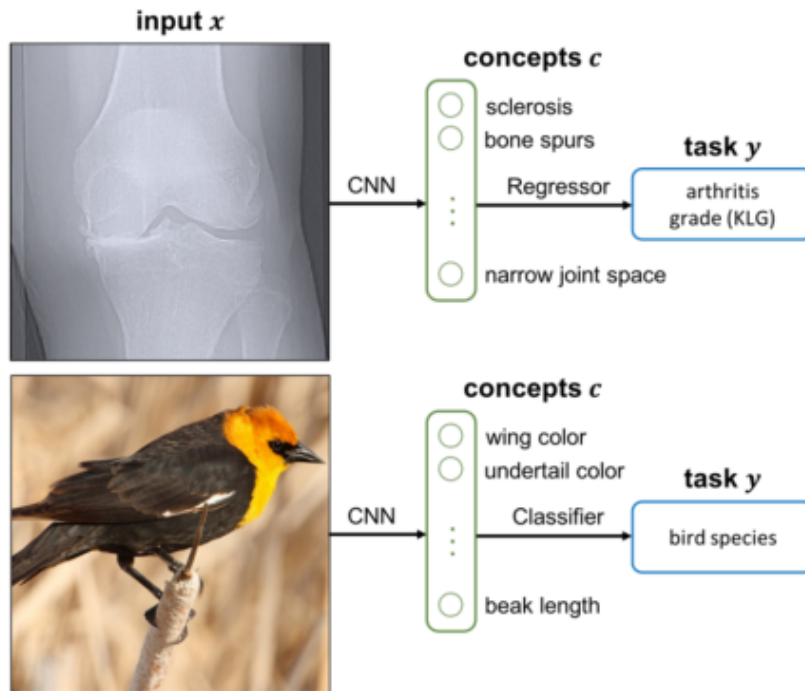 input x
concepts c
sclerosis
bone spurs
CNN
Regressor
narrow joint space
task y
arthritis
grade (KLG)
concepts c
wing color
undertail color
CNN
Classifier
beak length
task y
bird species